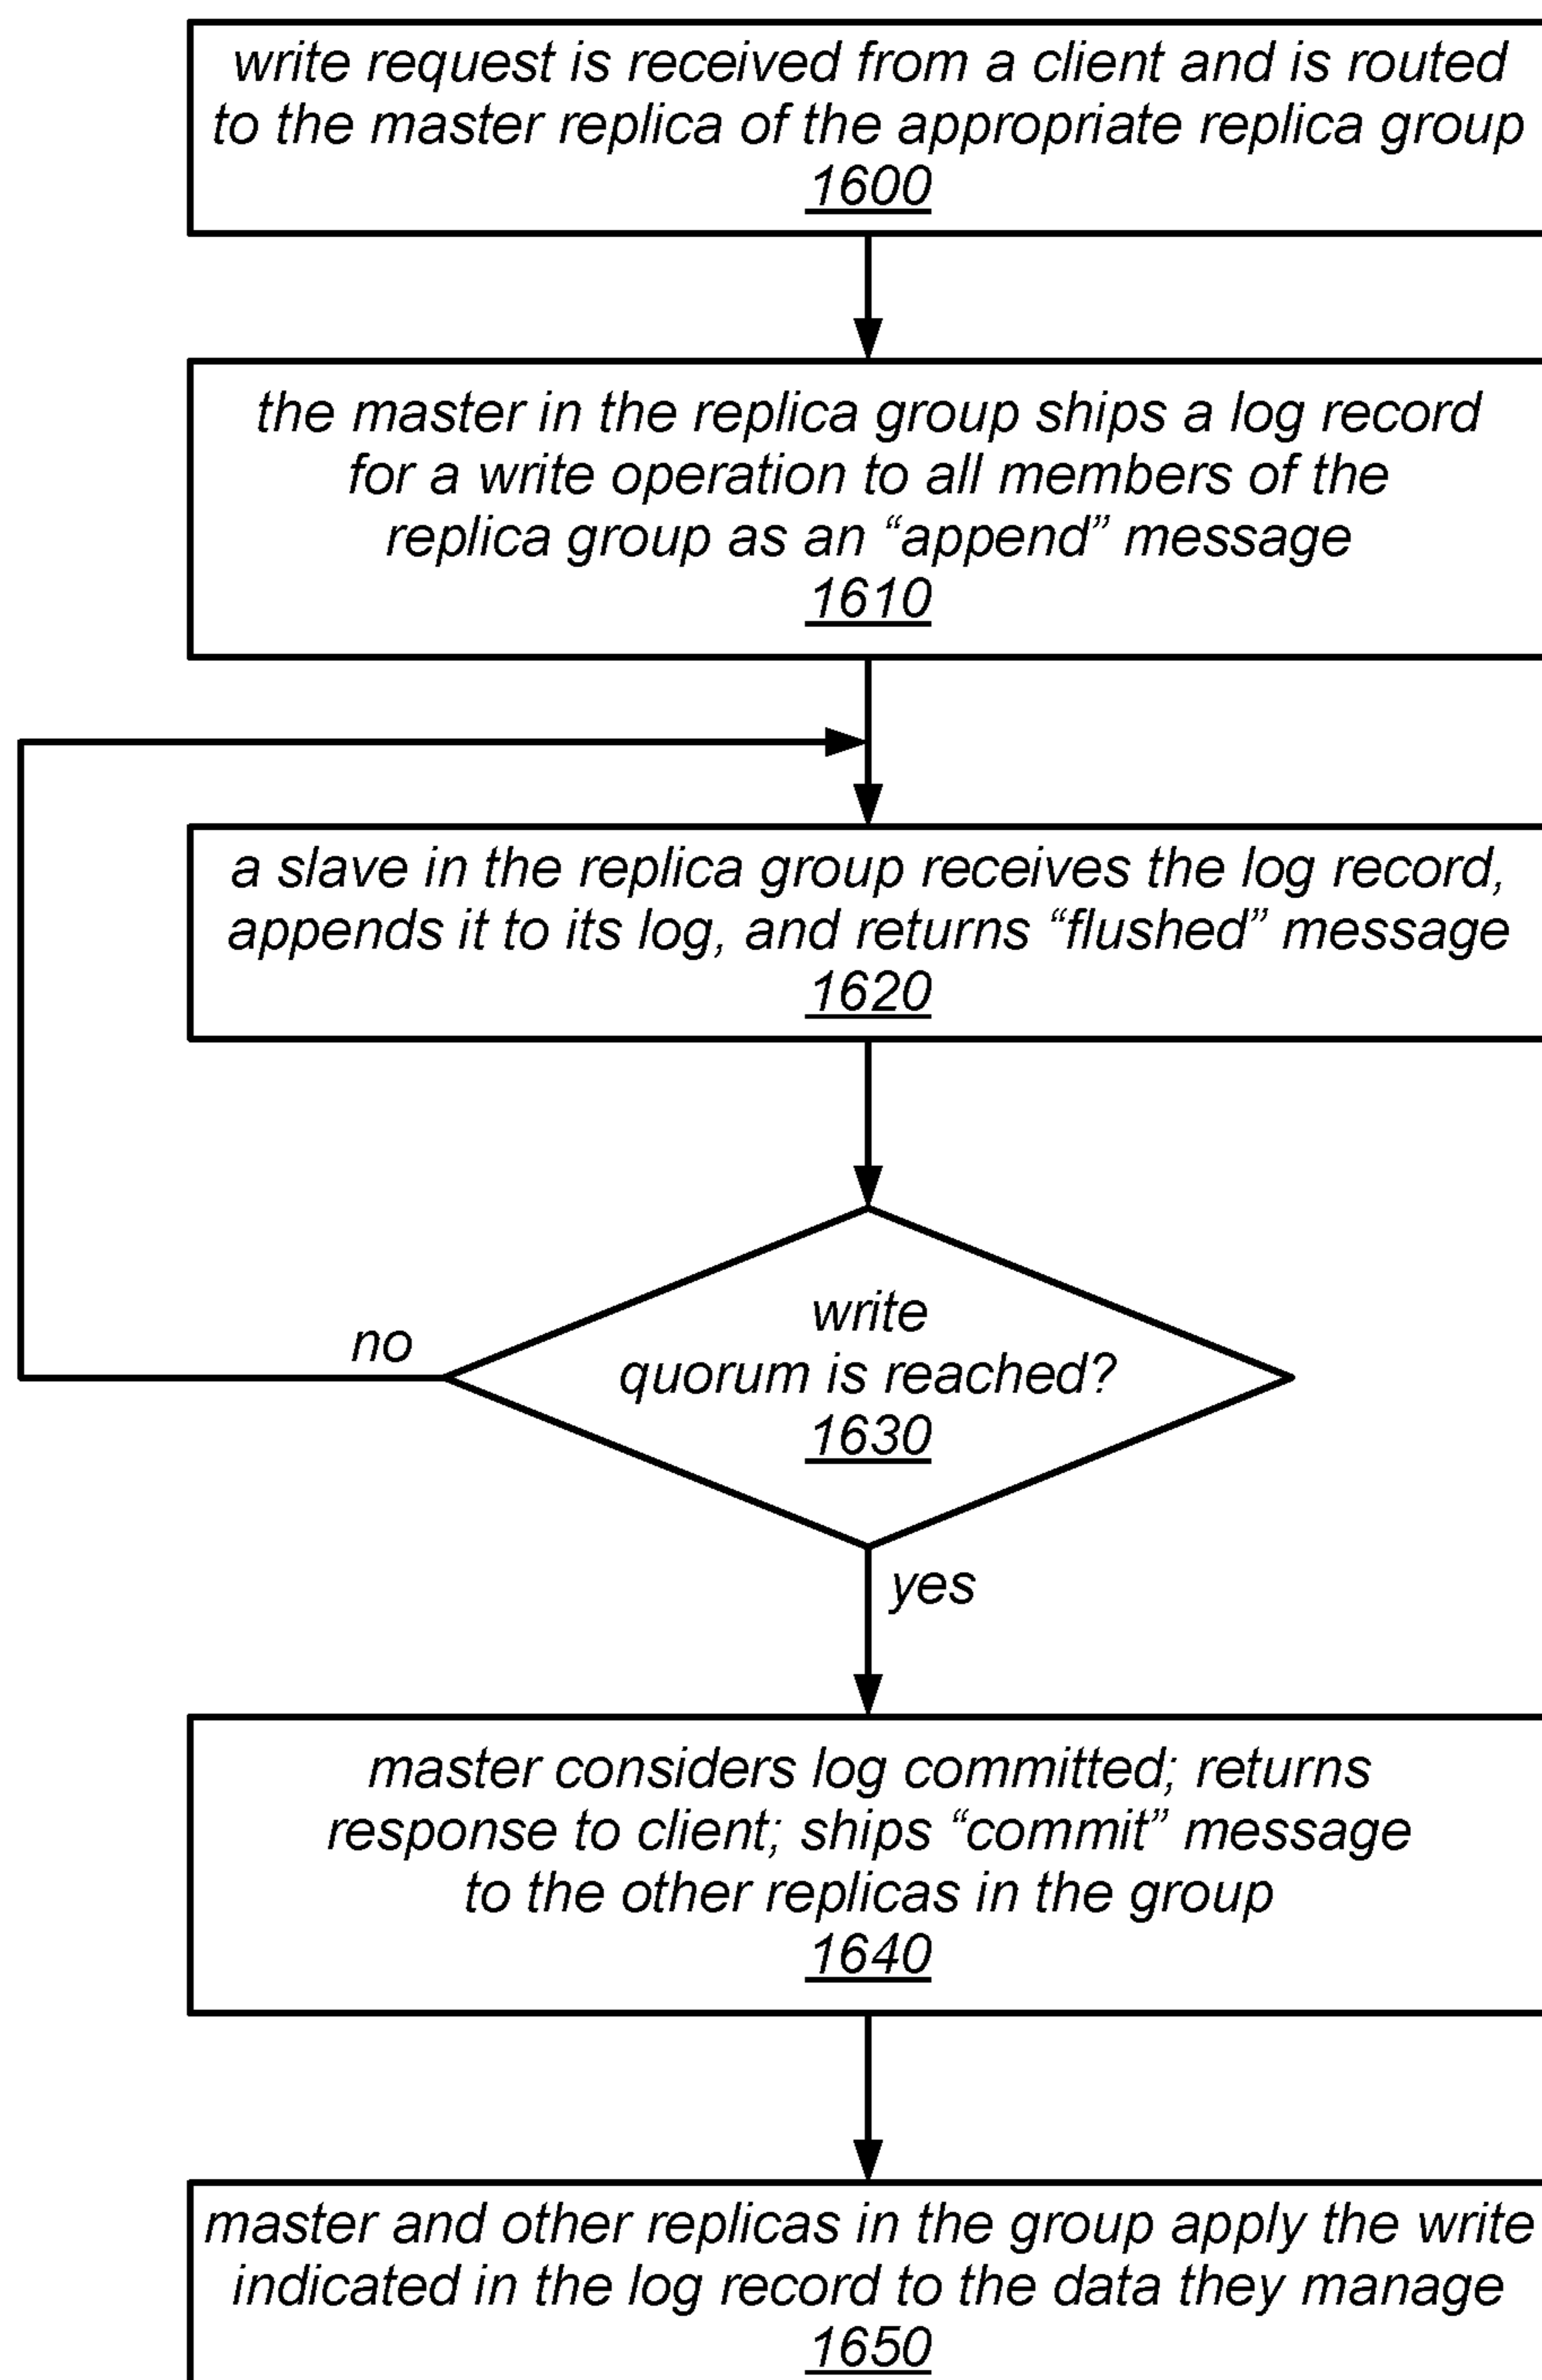 write request is received from a client and is routed
to the master replica of the appropriate replica group
1600
the master in the replica group ships a log record
for a write operation to all members of the
replica group as an “append” message
1610
a slave in the replica group receives the log record,
appends it to its log, and returns “flushed” message
1620
write
quorum is reached?
1630
no
yes
master considers log committed; returns
response to client; ships “commit” message
to the other replicas in the group
1640
master and other replicas in the group apply the write
indicated in the log record to the data they manage
1650